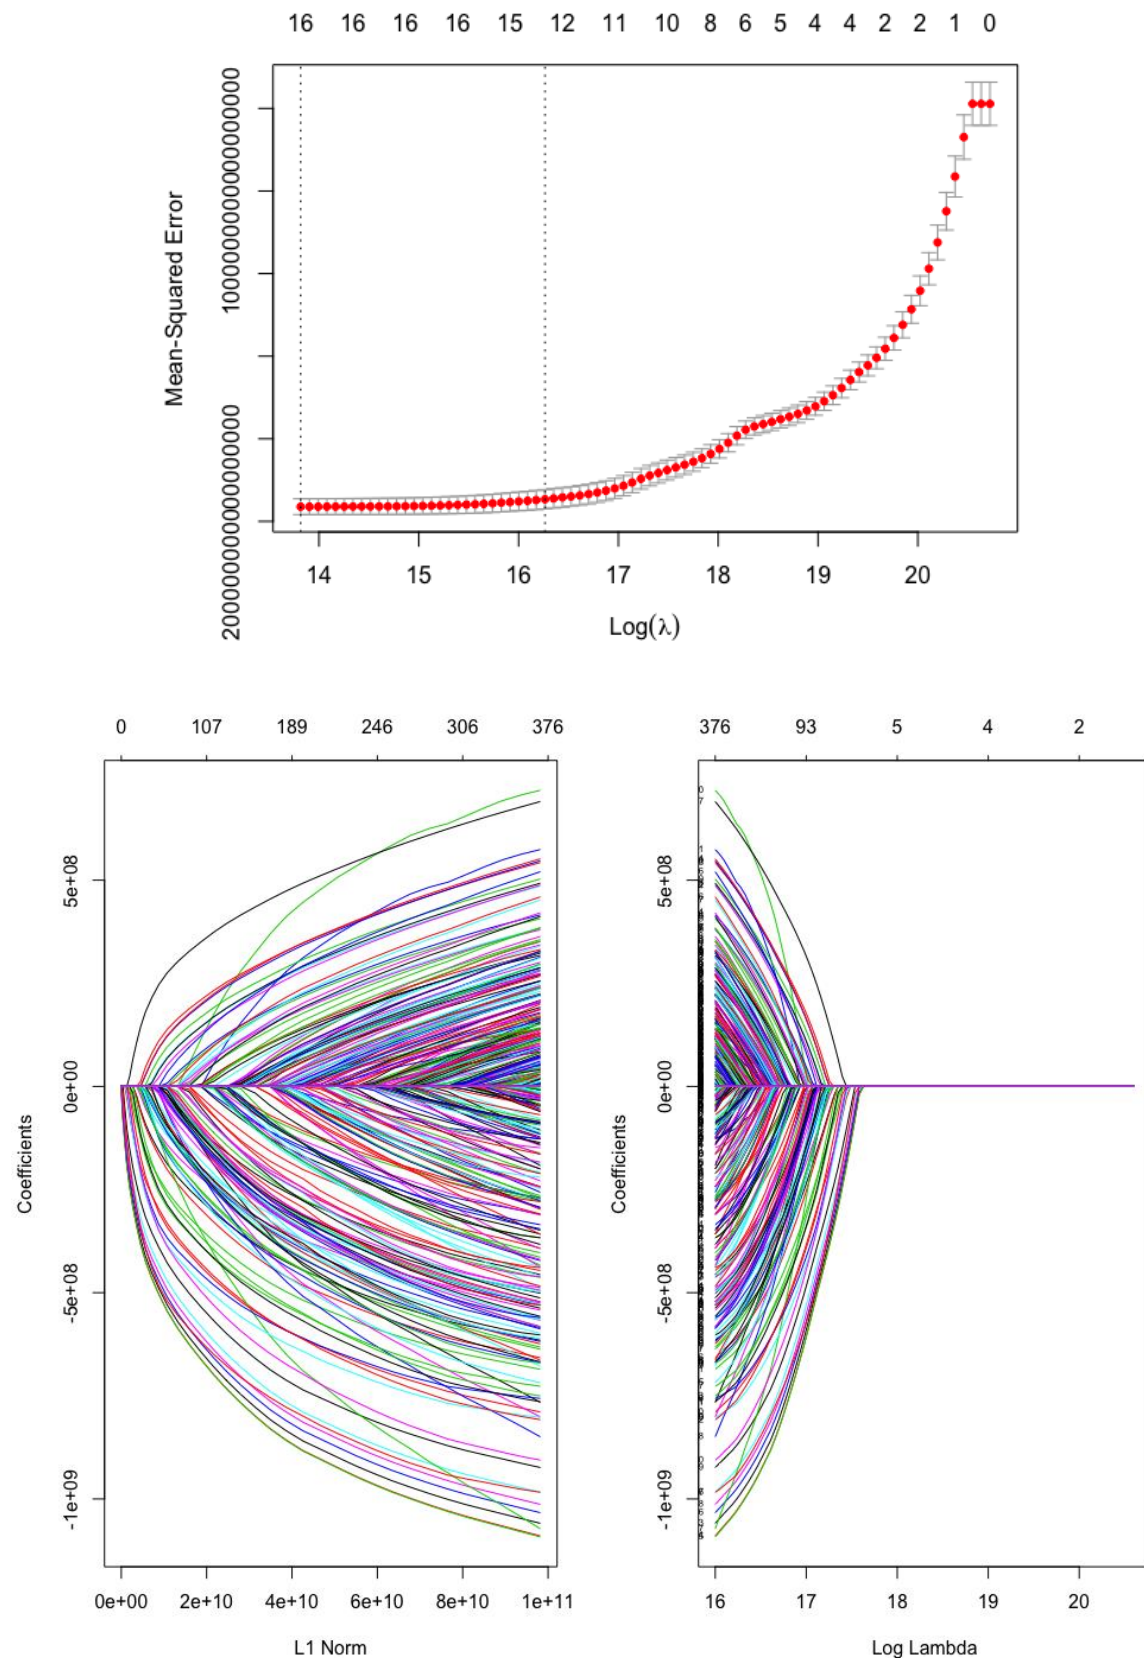 16 16 16 16 15 12 11 10 8 6 5 4 4 2 2 1 0
Mean-Squared Error
14 15 16 17 18 19 20
Log(λ)
0 107 189 246 306 376
Coefficients
5e+08
0e+00
-5e+08
-1e+09
0e+00 2e+10 4e+10 6e+10 8e+10 1e+11
L1 Norm
376 93 5 4 2
Coefficients
5e+08
0e+00
-5e+08
-1e+09
16 17 18 19 20
Log Lambda